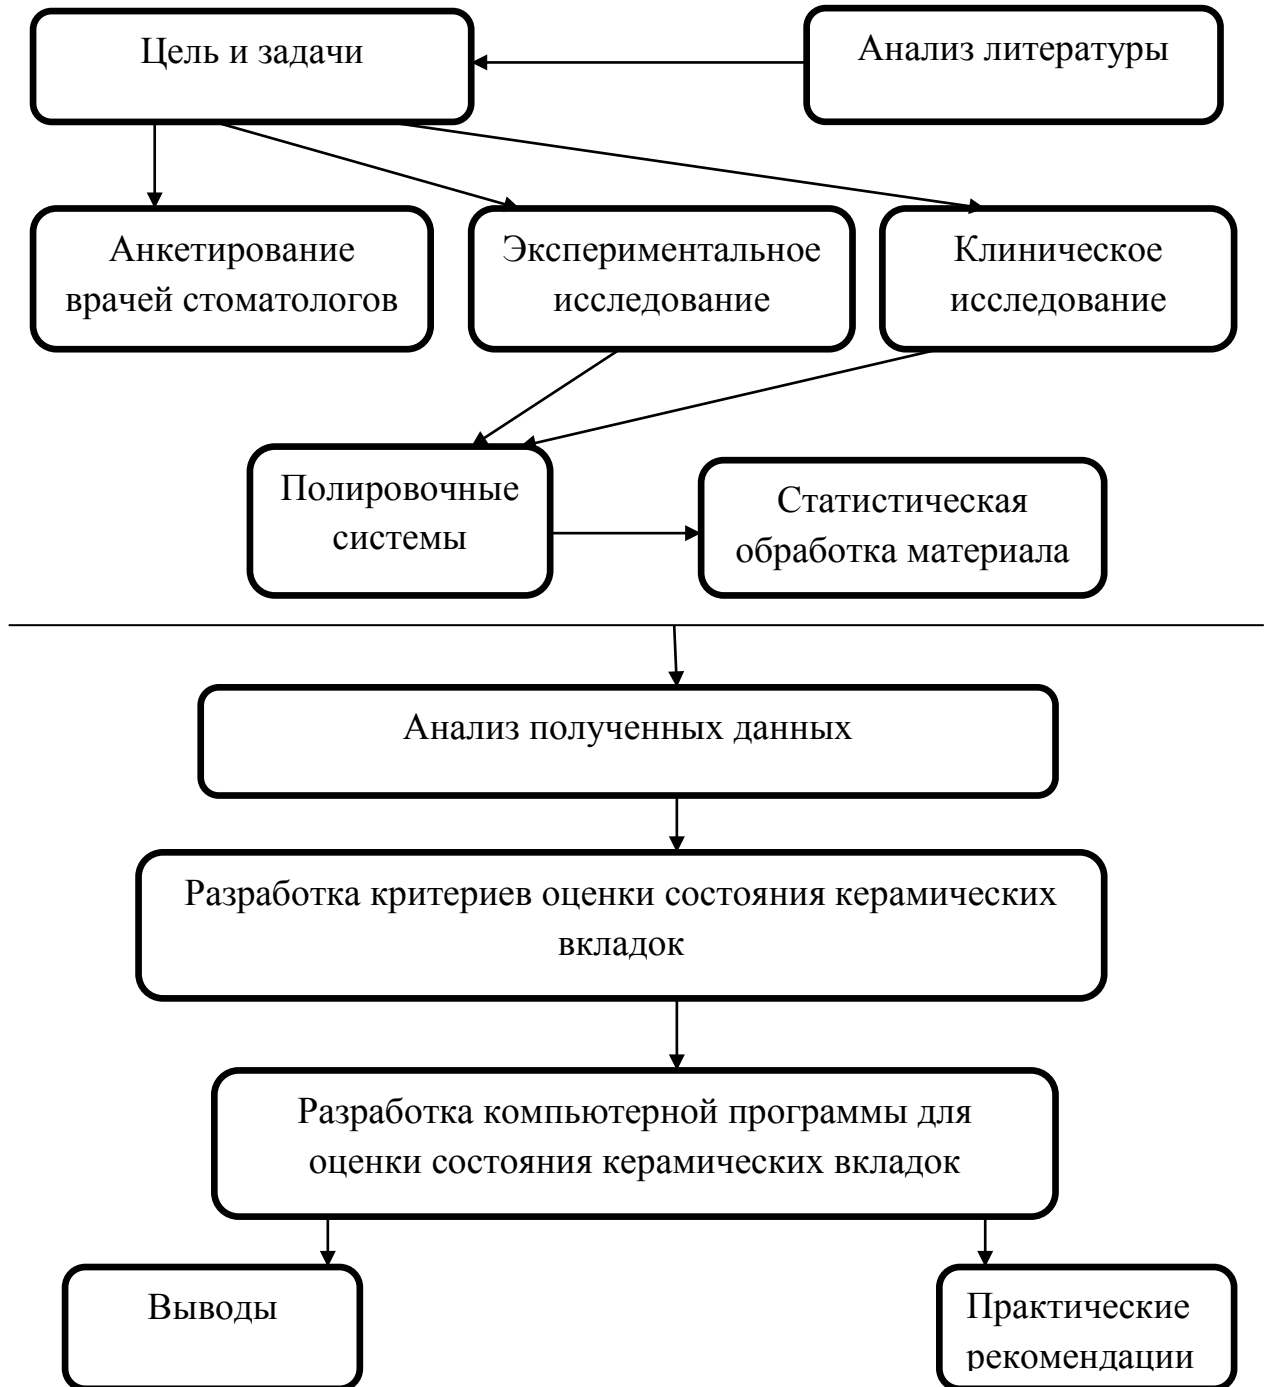 Цель и задачи
Анализ литературы
Анкетирование
врачей стоматологов
Экспериментальное
исследование
Клиническое
исследование
Полировочные
системы
Статистическая
обработка материала
Анализ полученных данных
Разработка критериев оценки состояния керамических
вкладок
Разработка компьютерной программы для
оценки состояния керамических вкладок
Выводы
Практические
рекомендации